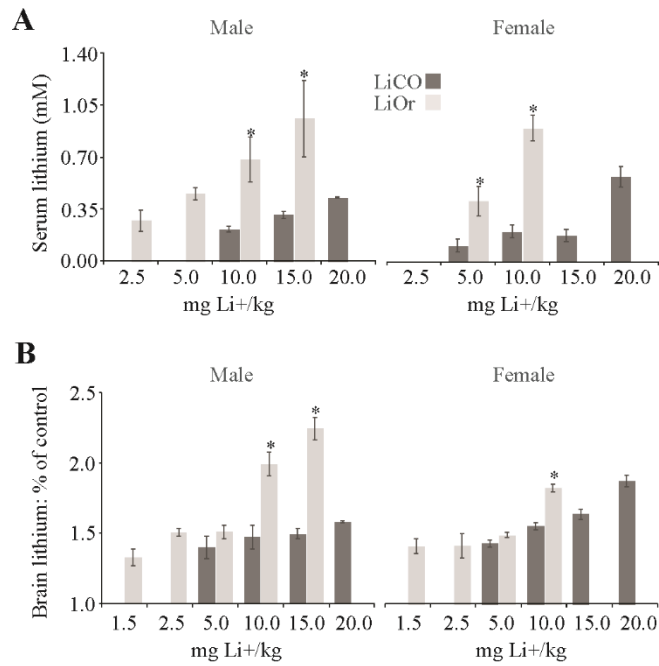 A
Male
Female
1.40
1.05
0.70
0.35
0.00
Serum lithium (mM)
LiCO
LiOr
*
*
*
*
2.5 5.0 10.0 15.0 20.0
2.5 5.0 10.0 15.0 20.0
mg Li+/kg
mg Li+/kg
B
Male
Female
2.5
2.0
1.5
1.0
Brain lithium: % of control
*
*
*
1.5 2.5 5.0 10.0 15.0 20.0
1.5 2.5 5.0 10.0 15.0 20.0
mg Li+/kg
mg Li+/kg